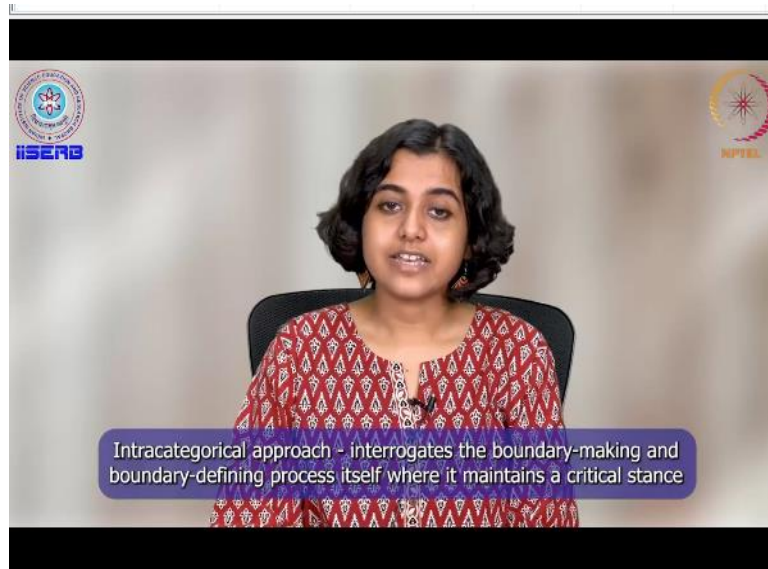 IISERB
NPTEL
Intracategorical approach - interrogates the boundary-making and
boundary-defining process itself where it maintains a critical stance